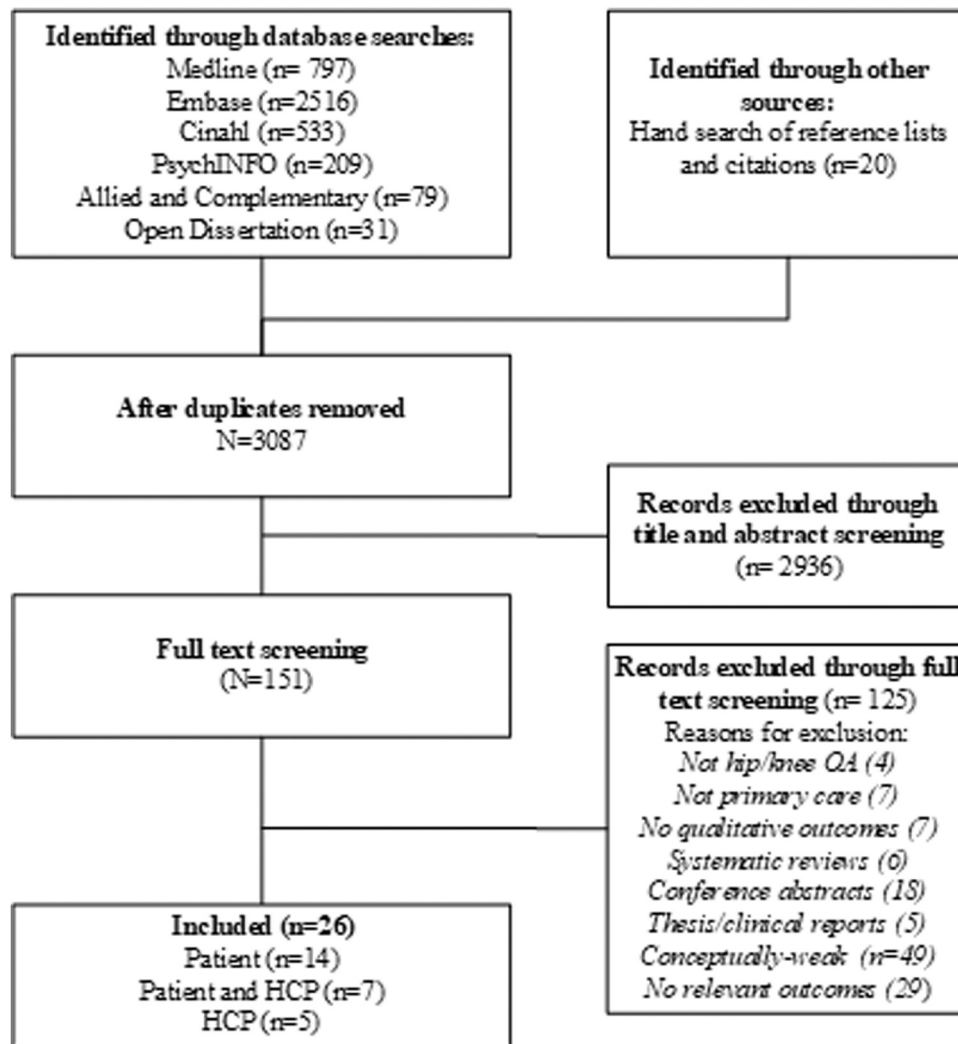 Identified through database searches:
Medline (n= 797)
Embase (n=2516)
Cinahl (n=533)
PsychINFO (n=209)
Allied and Complementary (n=79)
Open Dissertation (n=31)
Identified through other
sources:
Hand search of reference lists
and citations (n=20)
After duplicates removed
N=3087
Records excluded through
title and abstract screening
(n= 2936)
Full text screening
(N=151)
Records excluded through full
text screening (n= 125)
Reasons for exclusion:
Not hip/knee OA (4)
Not primary care (7)
No qualitative outcomes (7)
Systematic reviews (6)
Conference abstracts (18)
Thesis/clinical reports (5)
Conceptually-weak (n=49)
No relevant outcomes (29)
Included (n=26)
Patient (n=14)
Patient and HCP (n=7)
HCP (n=5)